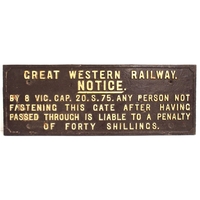 GREAT WESTERN RAILWAY.
NOTICE.
BY 8 VIC. CAP. 20. S. 75. ANY PERSON NOT
FASTENING THIS GATE AFTER HAVING
PASSED THROUGH IS LIABLE TO A PENALTY
OF FORTY SHILLINGS.